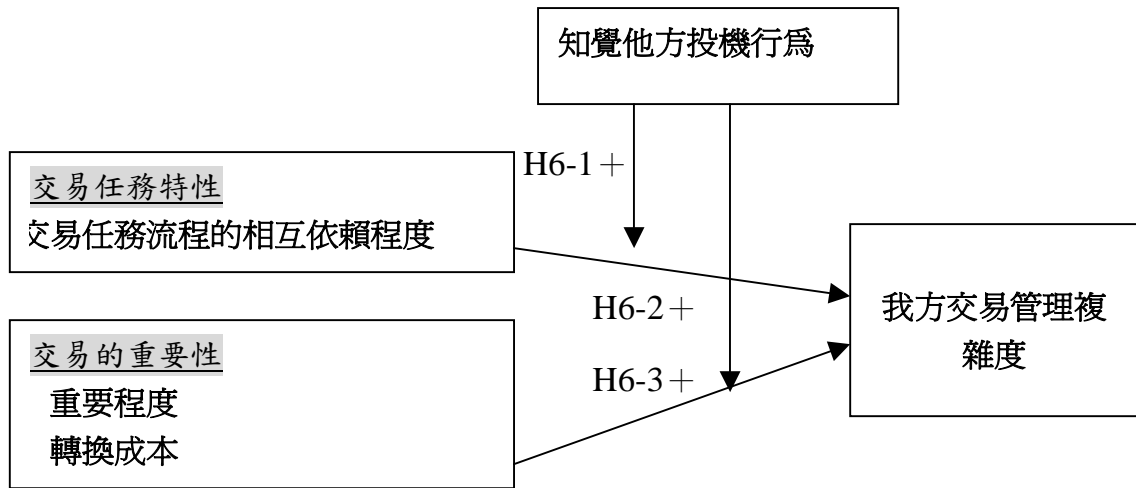 知覺他方投機行為
H6-1＋
交易任務特性
交易任務流程的相互依賴程度
H6-2＋
我方交易管理複
雜度
交易的重要性
H6-3＋
重要程度
轉換成本